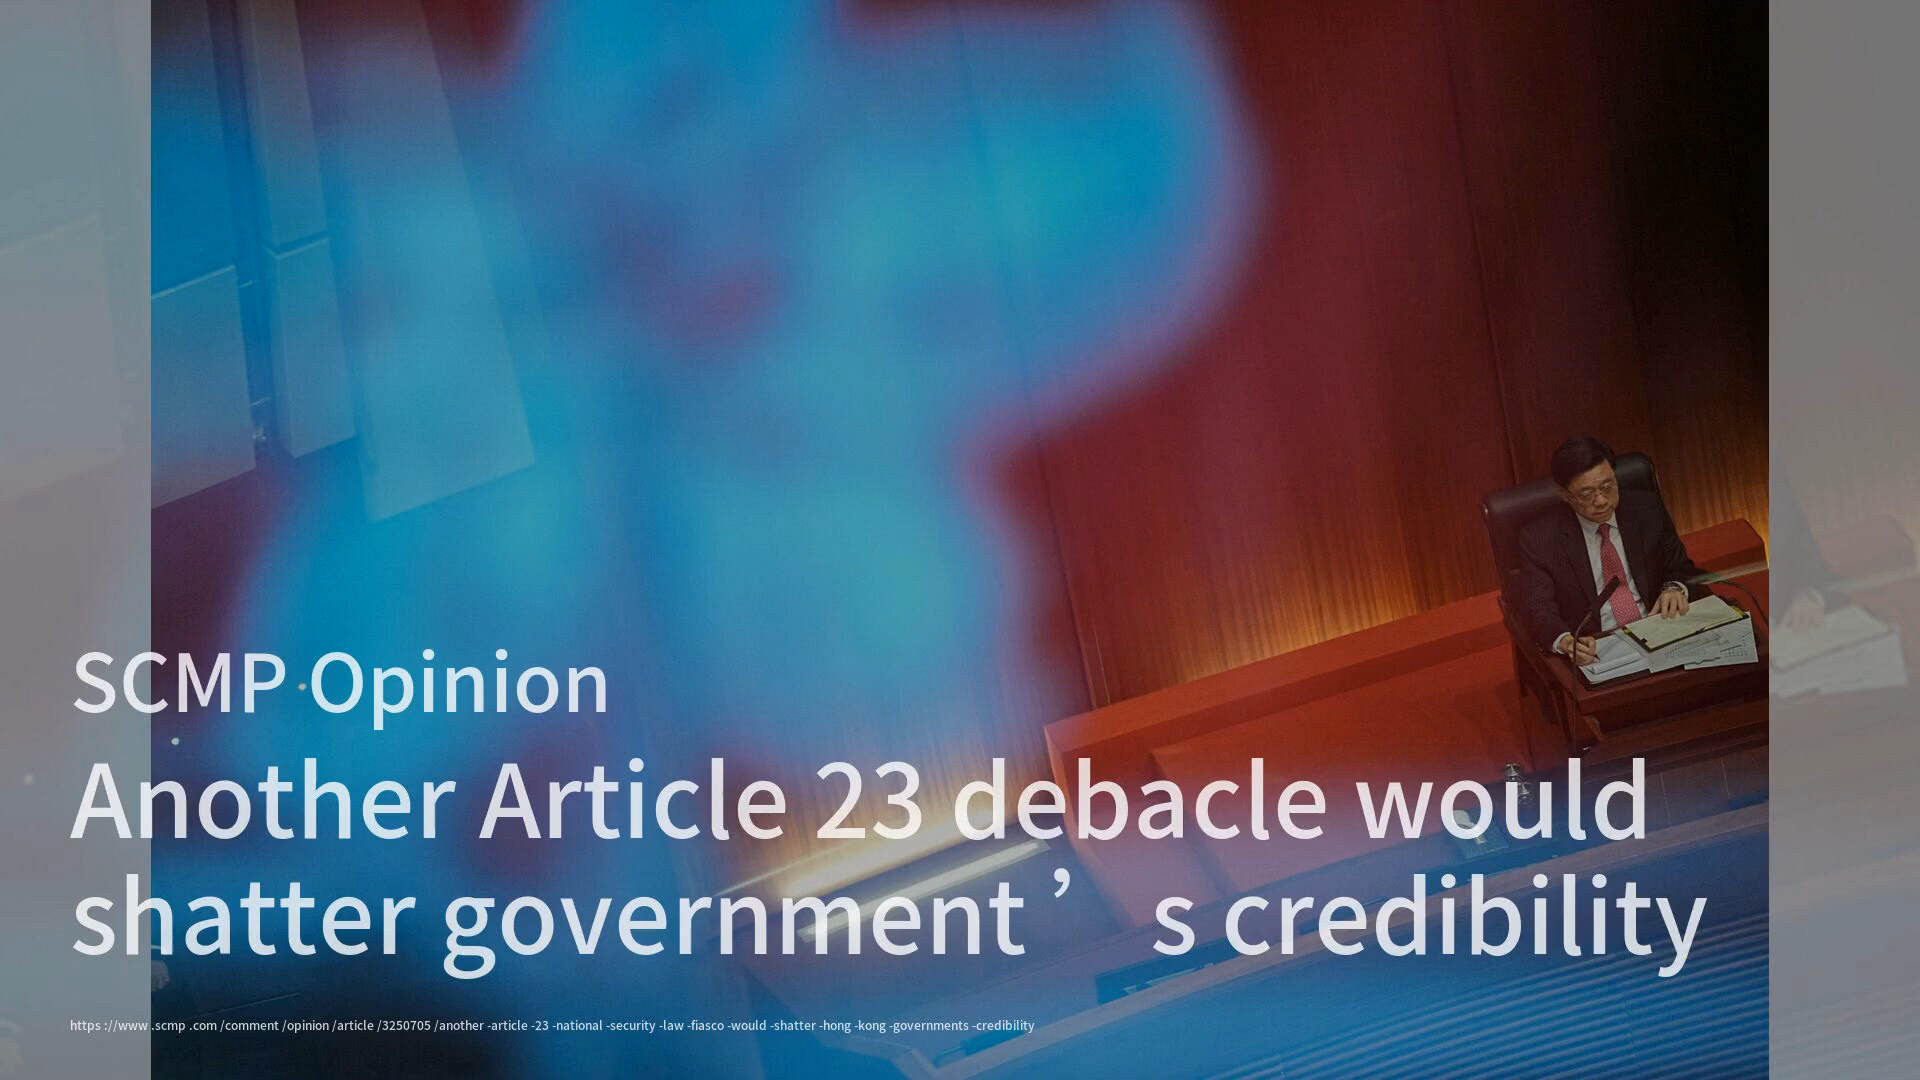 SCMP Opinion
Another Article 23 debacle would
shatter government’s credibility
https ://www .scmp .com /comment /opinion /article /3250705 /another -article -23 -national -security -law -fiasco -would -shatter -hong -kong -governments -credibility